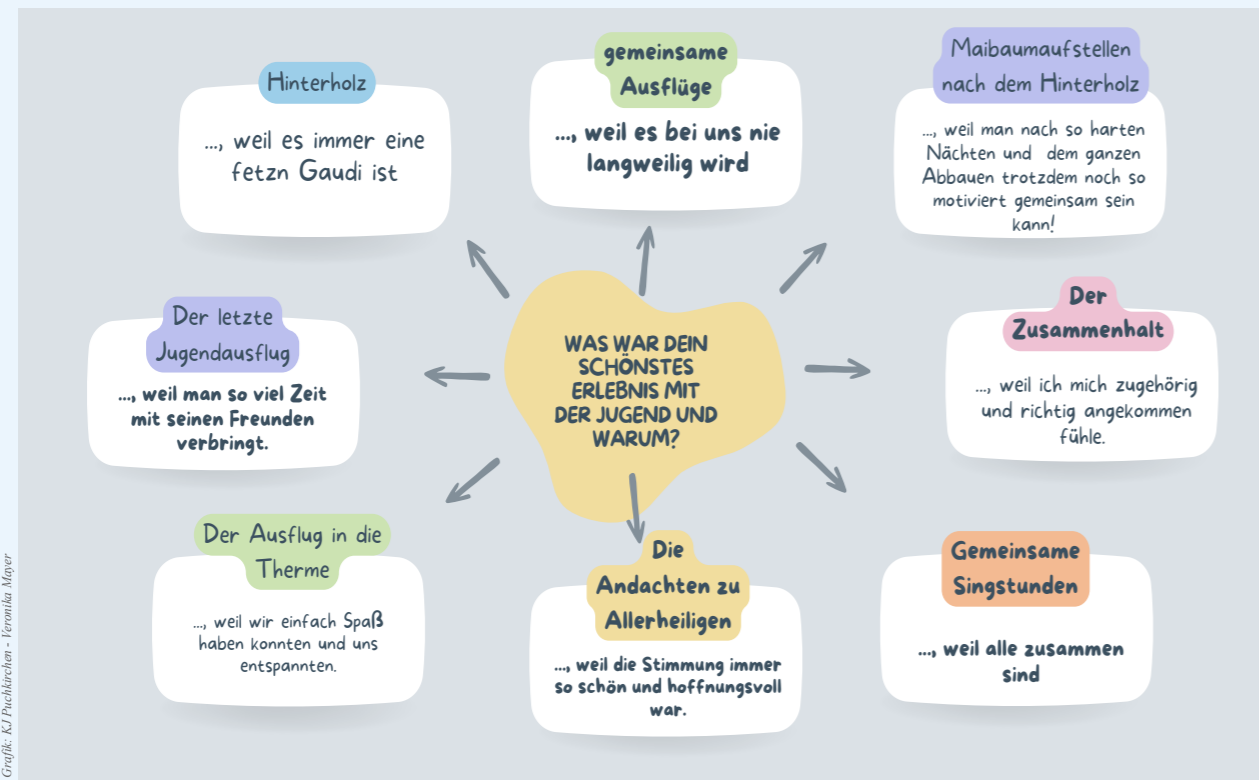 Hinterholz
..., weil es immer eine
fetzn Gaudi ist
gemeinsame
Ausflüge
..., weil es bei uns nie
langweilig wird
Maibaumaufstellen
nach dem Hinterholz
..., weil man nach so harten
Nächten und dem ganzen
Abbauen trotzdem noch so
motiviert gemeinsam sein
kann!
Der letzte
Jugendausflug
..., weil man so viel Zeit
mit seinen Freunden
verbringt.
WAS WAR DEIN
SCHÖNSTES
ERLEBNIS MIT
DER JUGEND UND
WARUM?
Der
Zusammenhalt
..., weil ich mich zugehörig
und richtig angekommen
fühle.
Der Ausflug in die
Therme
..., weil wir einfach Spaß
haben konnten und uns
entspannten.
Die
Andachten zu
Allerheiligen
..., weil die Stimmung immer
so schön und hoffnungsvoll
war.
Gemeinsame
Singstunden
..., weil alle zusammen
sind
Grafik: KJ Puchkirchen - Veronika Mayer